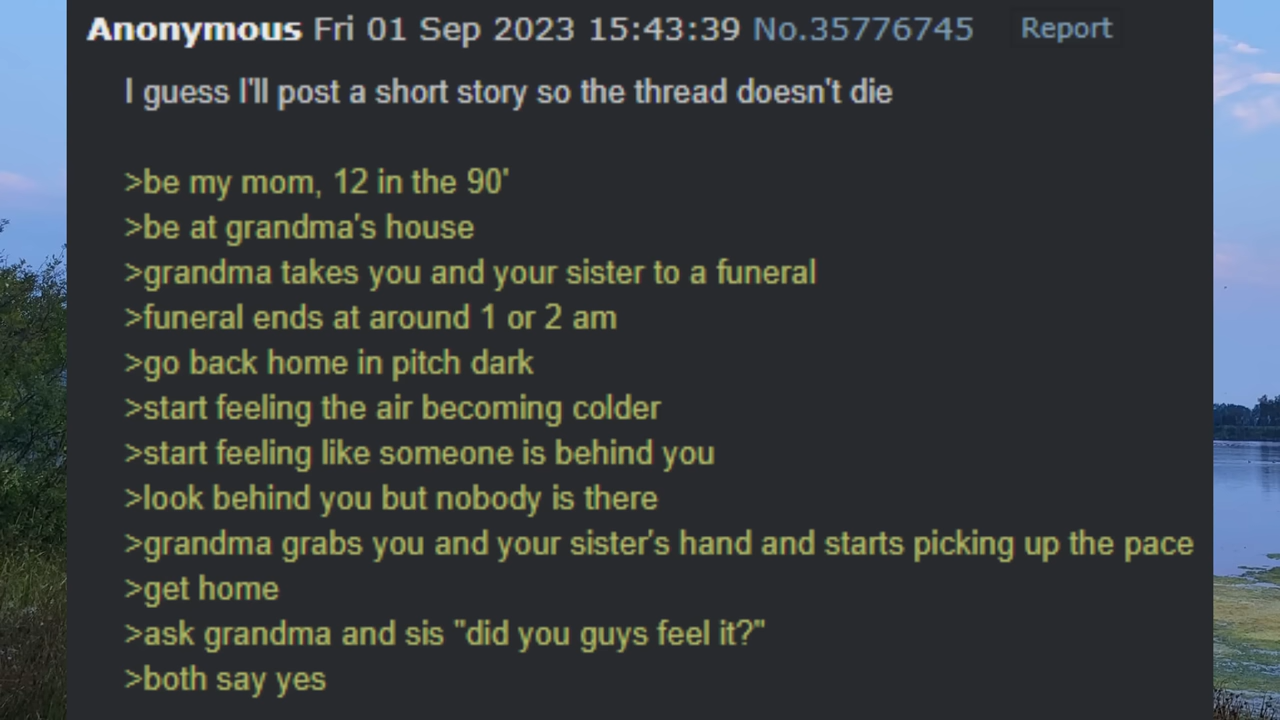 Anonymous Fri 01 Sep 2023 15:43:39 No.35776745 Report
I guess I'll post a short story so the thread doesn't die
>be my mom, 12 in the 90'
>be at grandma's house
>grandma takes you and your sister to a funeral
>funeral ends at around 1 or 2 am
>go back home in pitch dark
>start feeling the air becoming colder
>start feeling like someone is behind you
>look behind you but nobody is there
>grandma grabs you and your sister's hand and starts picking up the pace
>get home
>ask grandma and sis "did you guys feel it?"
>both say yes